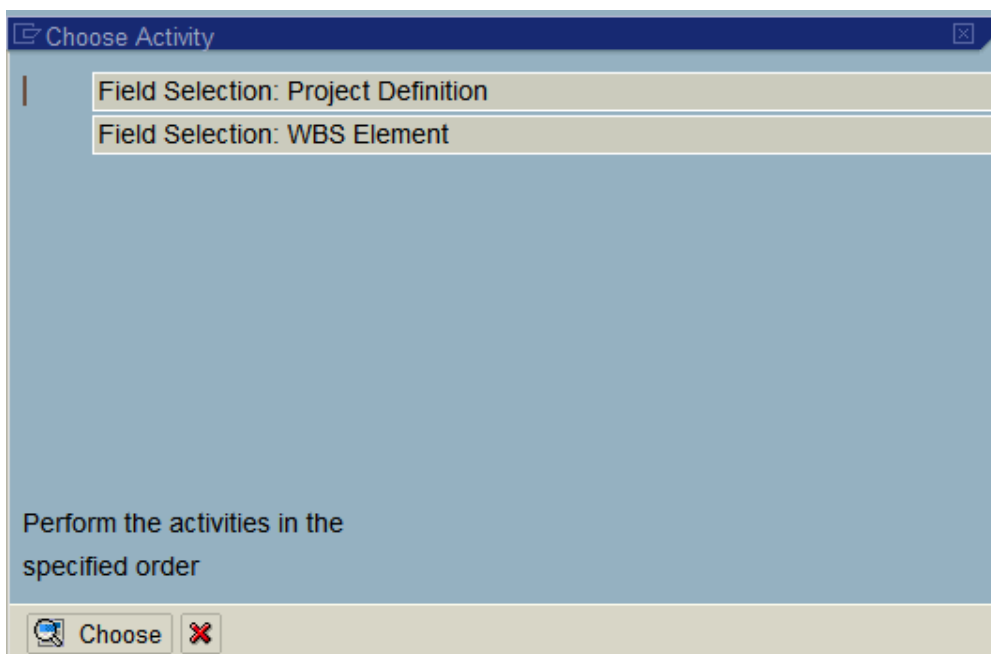 Choose Activity
Field Selection: Project Definition
Field Selection: WBS Element
Perform the activities in the
specified order
Choose